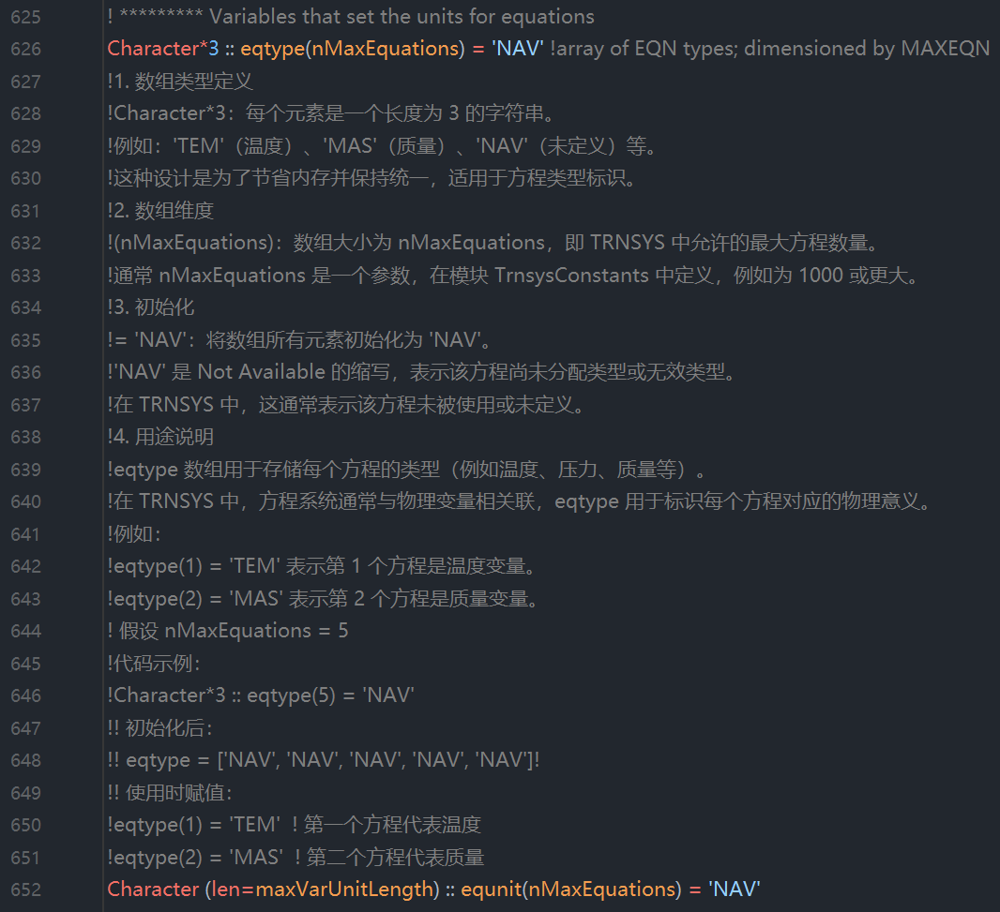 625 ! ********* Variables that set the units for equations
626 Character*3 :: eqtype(nMaxEquations) = 'NAV' !array of EQN types; dimensioned by MAXEQN
627 !1. 数组类型定义
628 !Character*3：每个元素是一个长度为 3 的字符串。
629 !例如：'TEM'（温度）、'MAS'（质量）、'NAV'（未定义）等。
630 !这种设计是为了节省内存并保持统一，适用于方程类型标识。
631 !2. 数组维度
632 !(nMaxEquations)：数组大小为 nMaxEquations，即 TRNSYS 中允许的最大方程数量。
633 !通常 nMaxEquations 是一个参数，在模块 TrnsysConstants 中定义，例如为 1000 或更大。
634 !3. 初始化
635 != 'NAV'：将数组所有元素初始化为 'NAV'。
636 !'NAV' 是 Not Available 的缩写，表示该方程尚未分配类型或无效类型。
637 !在 TRNSYS 中，这通常表示该方程未被使用或未定义。
638 !4. 用途说明
639 !eqtype 数组用于存储每个方程的类型（例如温度、压力、质量等）。
640 !在 TRNSYS 中，方程系统通常与物理变量相关联，eqtype 用于标识每个方程对应的物理意义。
641 !例如：
642 !eqtype(1) = 'TEM' 表示第 1 个方程是温度变量。
643 !eqtype(2) = 'MAS' 表示第 2 个方程是质量变量。
644 ! 假设 nMaxEquations = 5
645 !代码示例：
646 !Character*3 :: eqtype(5) = 'NAV'
647 !! 初始化后：
648 !! eqtype = ['NAV', 'NAV', 'NAV', 'NAV', 'NAV']!
649 !! 使用时赋值：
650 !eqtype(1) = 'TEM'  ! 第一个方程代表温度
651 !eqtype(2) = 'MAS'  ! 第二个方程代表质量
652 Character (len=maxVarUnitLength) :: equnit(nMaxEquations) = 'NAV'